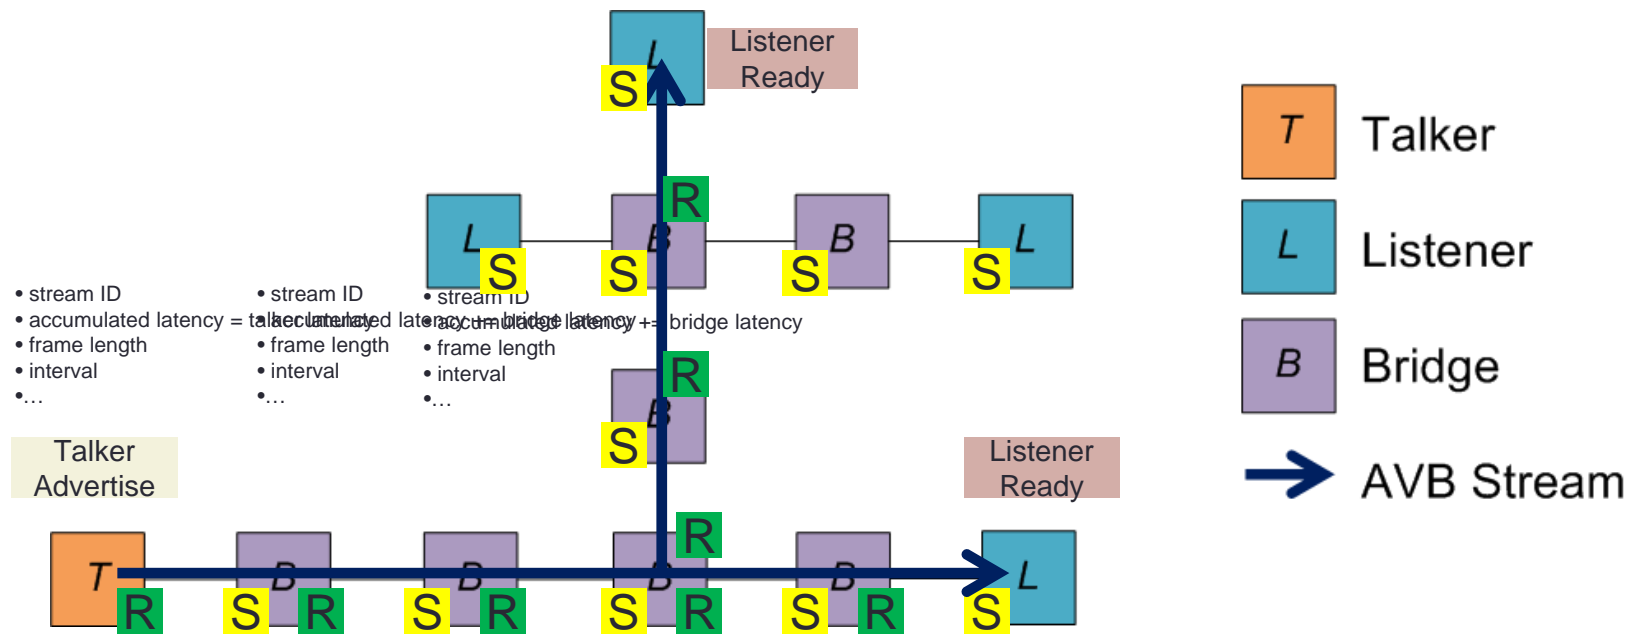 L
Listener
Ready
S
T
Talker
R
L
B
B
L
S
S
S
S
L
Listener
• stream ID
• accumulated latency = talker latency
• frame length
• interval
•…
• stream ID
• accumulated latency += bridge latency
• frame length
• interval
•…
• stream ID
• accumulated latency += bridge latency
• frame length
• interval
•…
R
B
S
B
Bridge
Talker
Advertise
Listener
Ready
AVB Stream
R
T
B
B
B
B
L
R
S
R
S
R
S
R
S
R
S